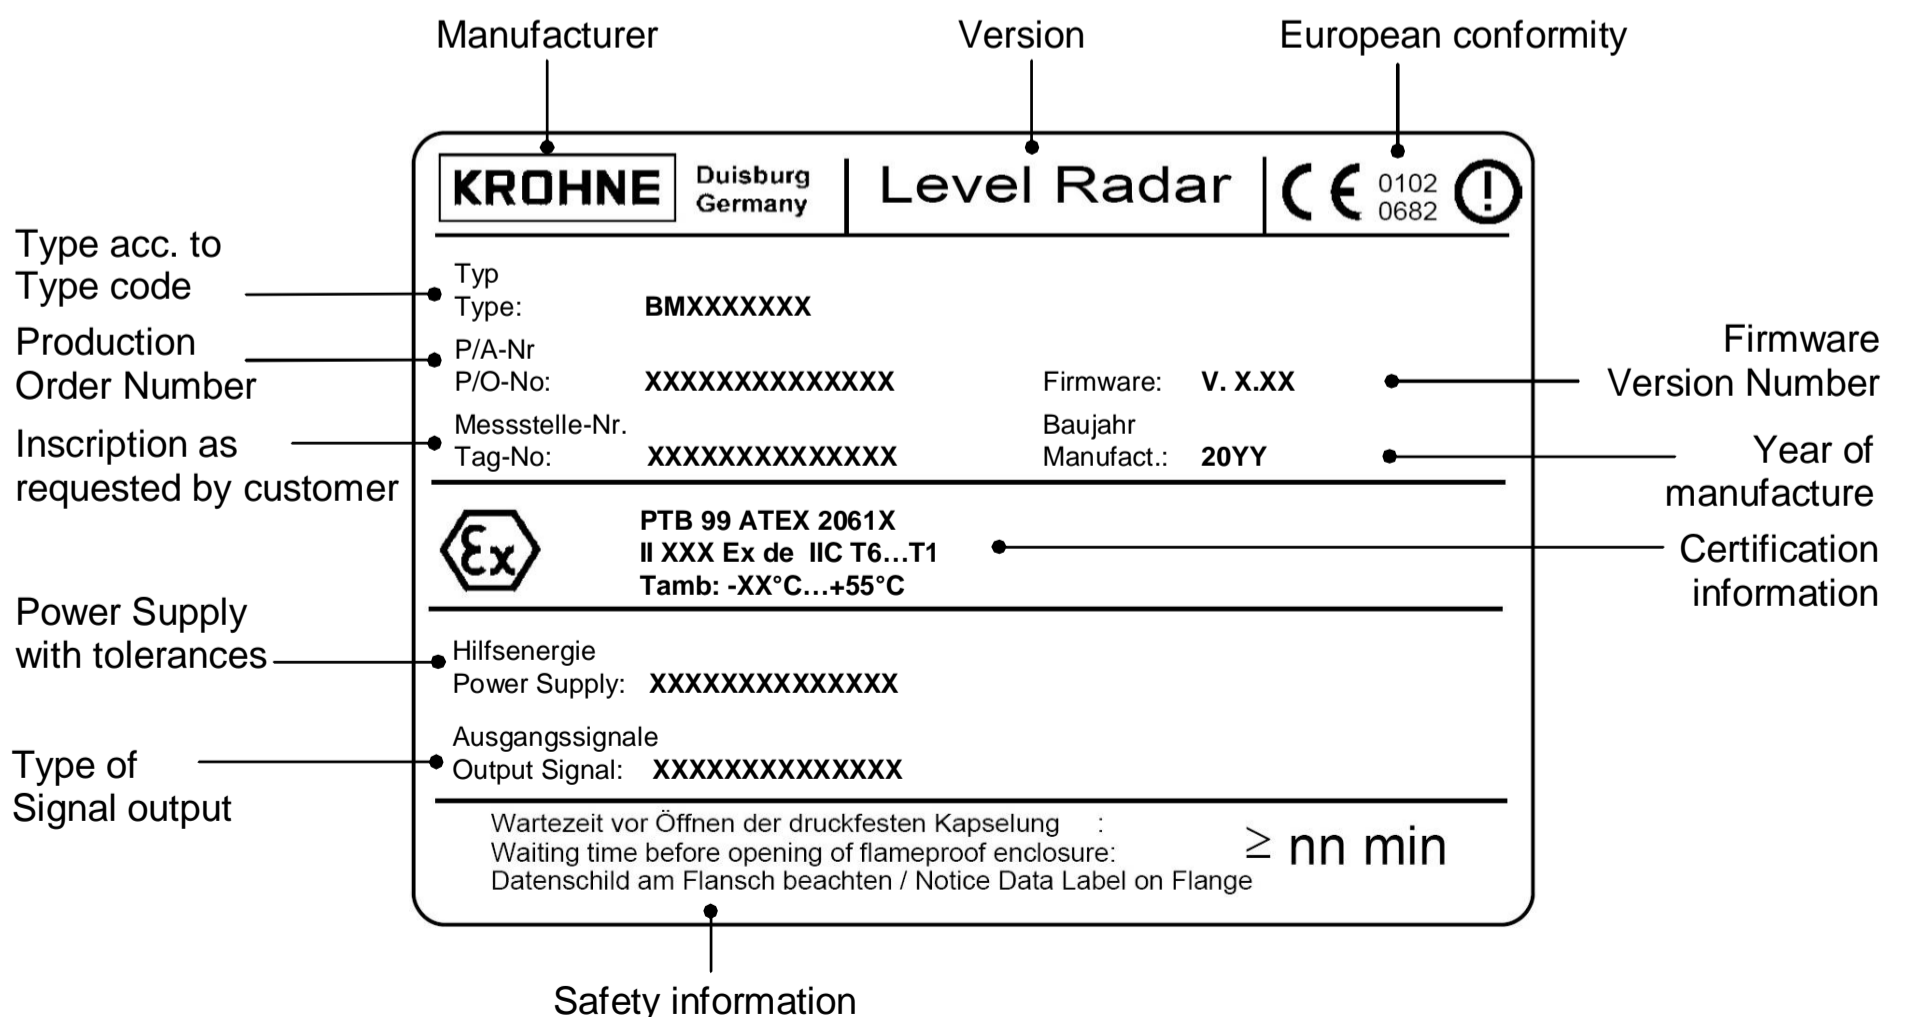 Manufacturer
Version
European conformity
KROHNE
Duisburg
Germany
Level Radar
CE
0102
0682
Type acc. to
Type code
Typ
Type: BMXXXXXXX
Production
Order Number
P/A-Nr
P/O-No: XXXXXXXXXXXXXX
Firmware: V. X.XX
Firmware
Version Number
Inscription as
requested by customer
Messstelle-Nr.
Tag-No: XXXXXXXXXXXXXX
Baujahr
Manufact.: 20YY
Year of
manufacture
Ex
PTB 99 ATEX 2061X
II XXX Ex de IIC T6...T1
Tamb: -XX°C...+55°C
Certification
information
Power Supply
with tolerances
Hilfsenergie
Power Supply: XXXXXXXXXXXXXX
Type of
Signal output
Ausgangssignale
Output Signal: XXXXXXXXXXXXXX
Wartezeit vor Öffnen der druckfesten Kapselung :
Waiting time before opening of flameproof enclosure:
≥ nn min
Datenschild am Flansch beachten / Notice Data Label on Flange
Safety information